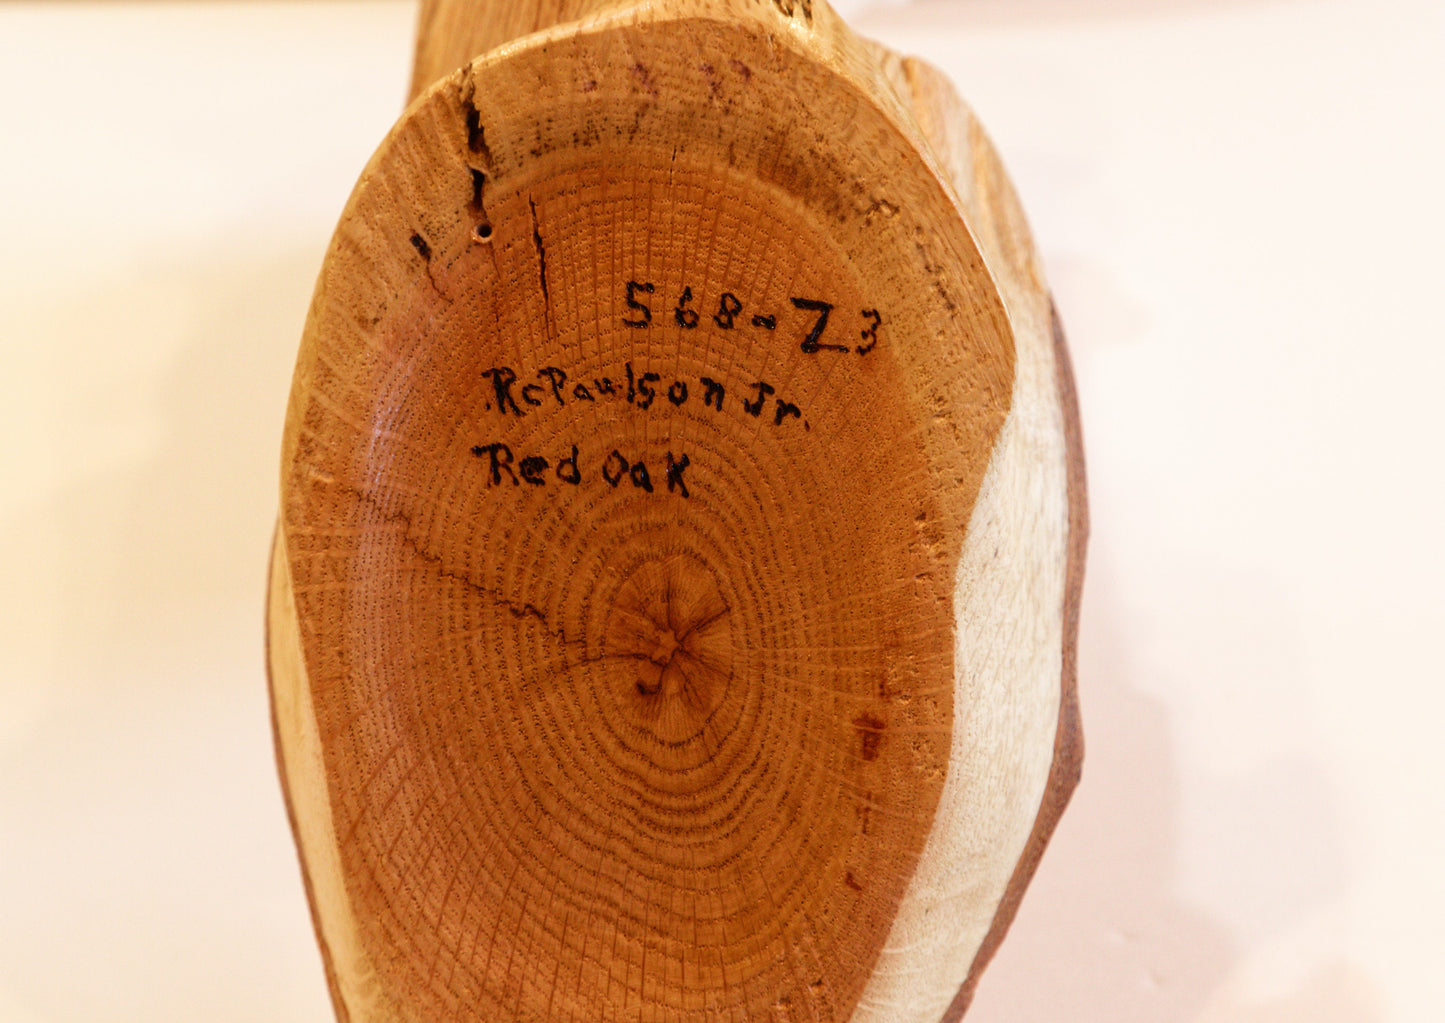 568-Z3
RcPaulson Jr.
Red Oak